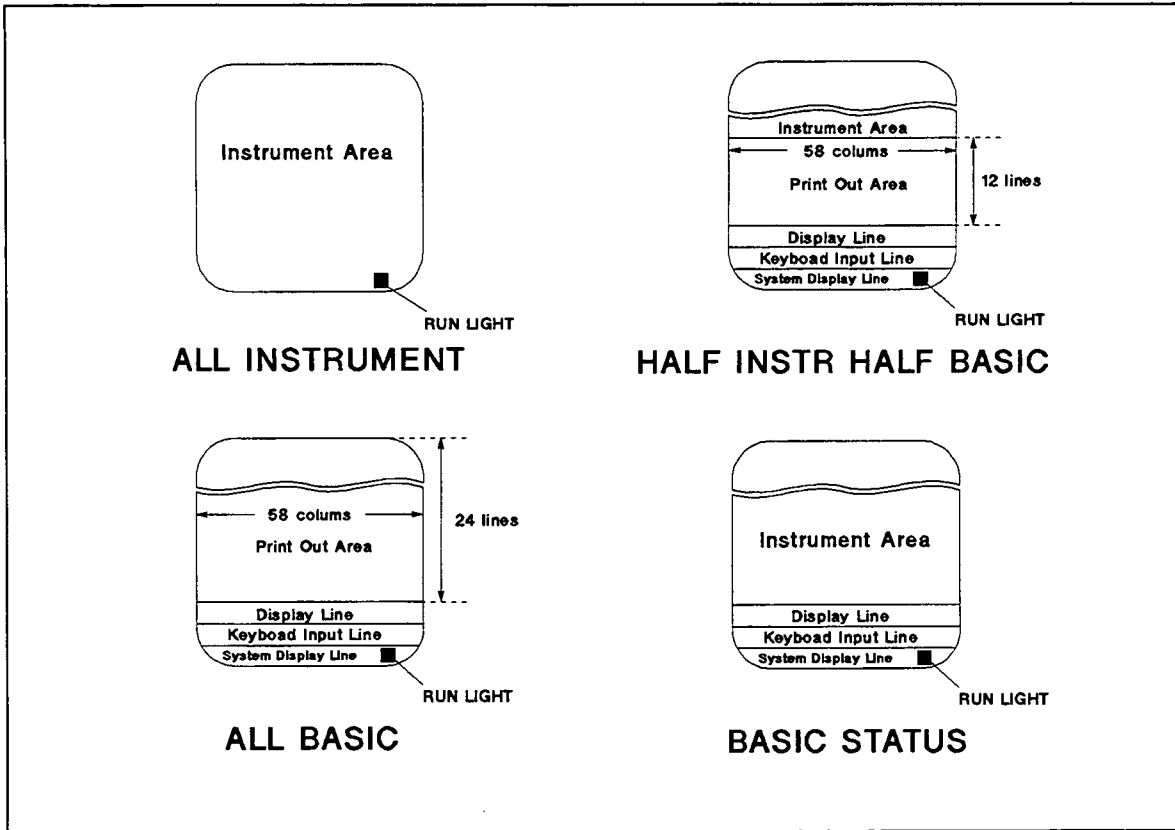 Instrument Area
RUN LIGHT
ALL INSTRUMENT
Instrument Area
58 colums
Print Out Area
12 lines
Display Line
Keyboad Input Line
System Display Line
RUN LIGHT
HALF INSTR HALF BASIC
58 colums
Print Out Area
24 lines
Display Line
Keyboad Input Line
System Display Line
RUN LIGHT
ALL BASIC
Instrument Area
Display Line
Keyboad Input Line
System Display Line
RUN LIGHT
BASIC STATUS